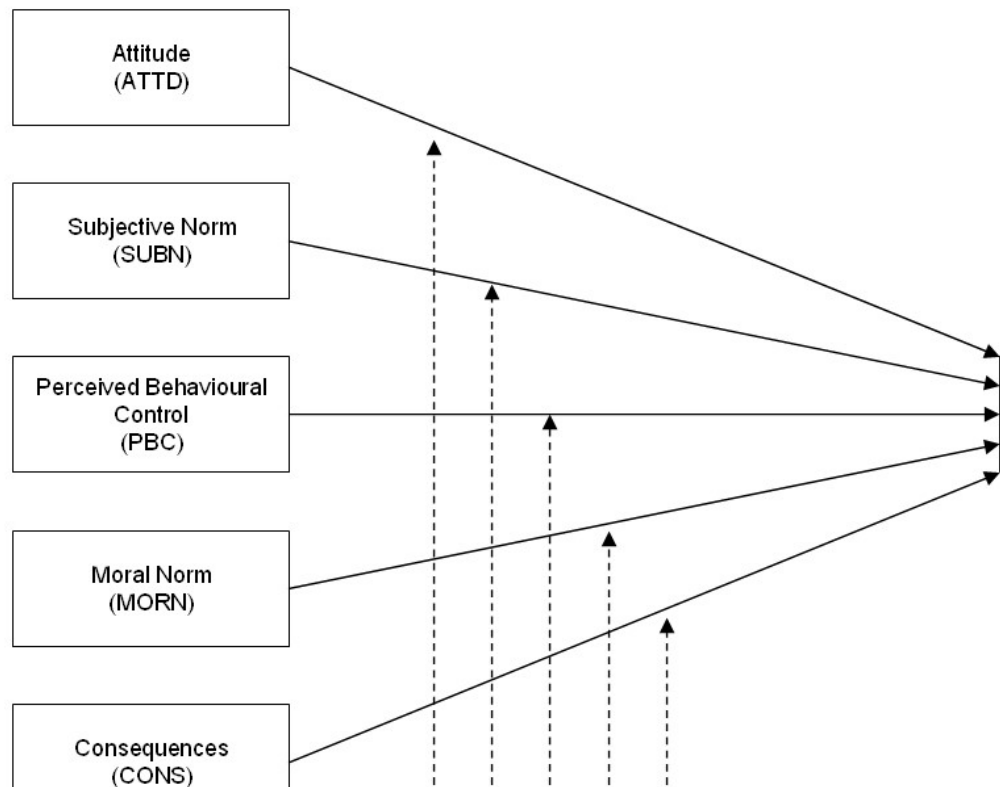 Attitude
(ATTD)
Subjective Norm
(SUBN)
Perceived Behavioural
Control
(PBC)
Moral Norm
(MORN)
Consequences
(CONS)